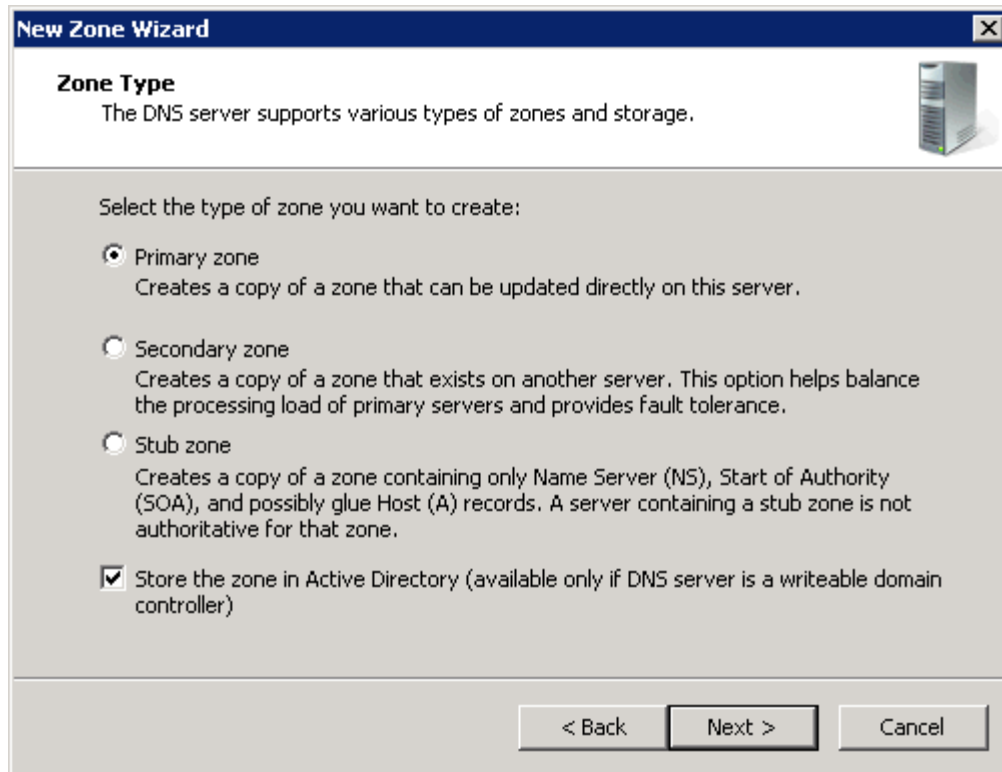 New Zone Wizard
Zone Type
The DNS server supports various types of zones and storage.
Select the type of zone you want to create:
Primary zone
Creates a copy of a zone that can be updated directly on this server.
Secondary zone
Creates a copy of a zone that exists on another server. This option helps balance
the processing load of primary servers and provides fault tolerance.
Stub zone
Creates a copy of a zone containing only Name Server (NS), Start of Authority
(SOA), and possibly glue Host (A) records. A server containing a stub zone is not
authoritative for that zone.
Store the zone in Active Directory (available only if DNS server is a writeable domain
controller)
< Back Next > Cancel